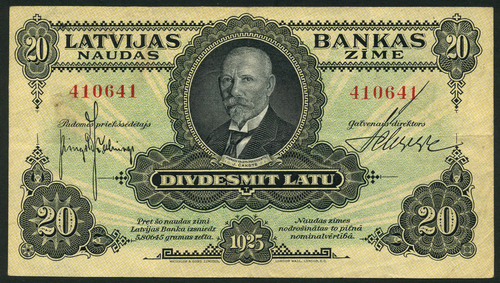 20 LATVIJAS BANKAS 20
NAUDAS ZĪME
410641 410641
Padomes priekšsēdētājs Galvenais direktors
DIVDESMIT LATU
Pret šo naudas zīmi
Latvijas Banka izsniedz
5,80645 gramus zelta.
Naudas zīmes
nodrošinātas to pilnā
nominalvērtībā.
20 1925 20